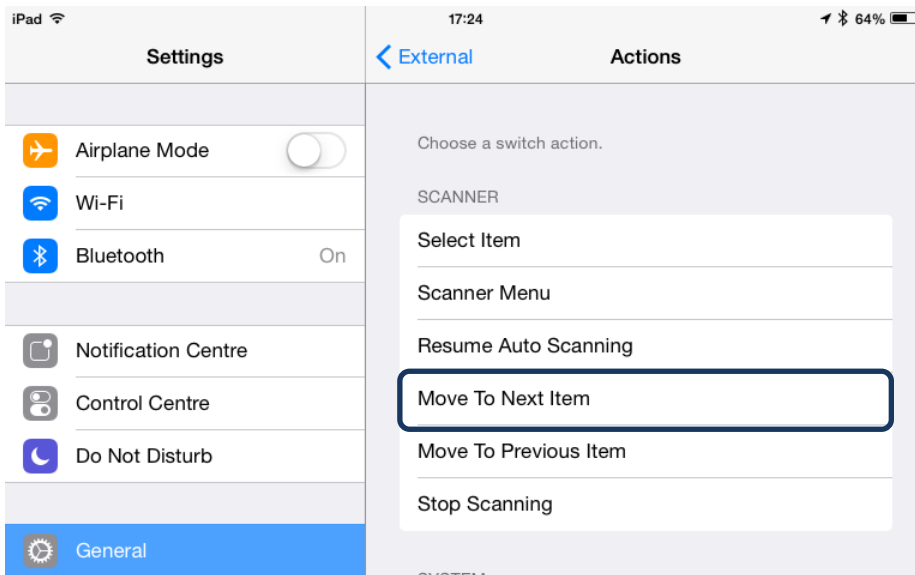 iPad 17:24 64%
Settings
External Actions
Airplane Mode
Wi-Fi
Bluetooth On
Notification Centre
Control Centre
Do Not Disturb
General
Choose a switch action.
SCANNER
Select Item
Scanner Menu
Resume Auto Scanning
Move To Next Item
Move To Previous Item
Stop Scanning